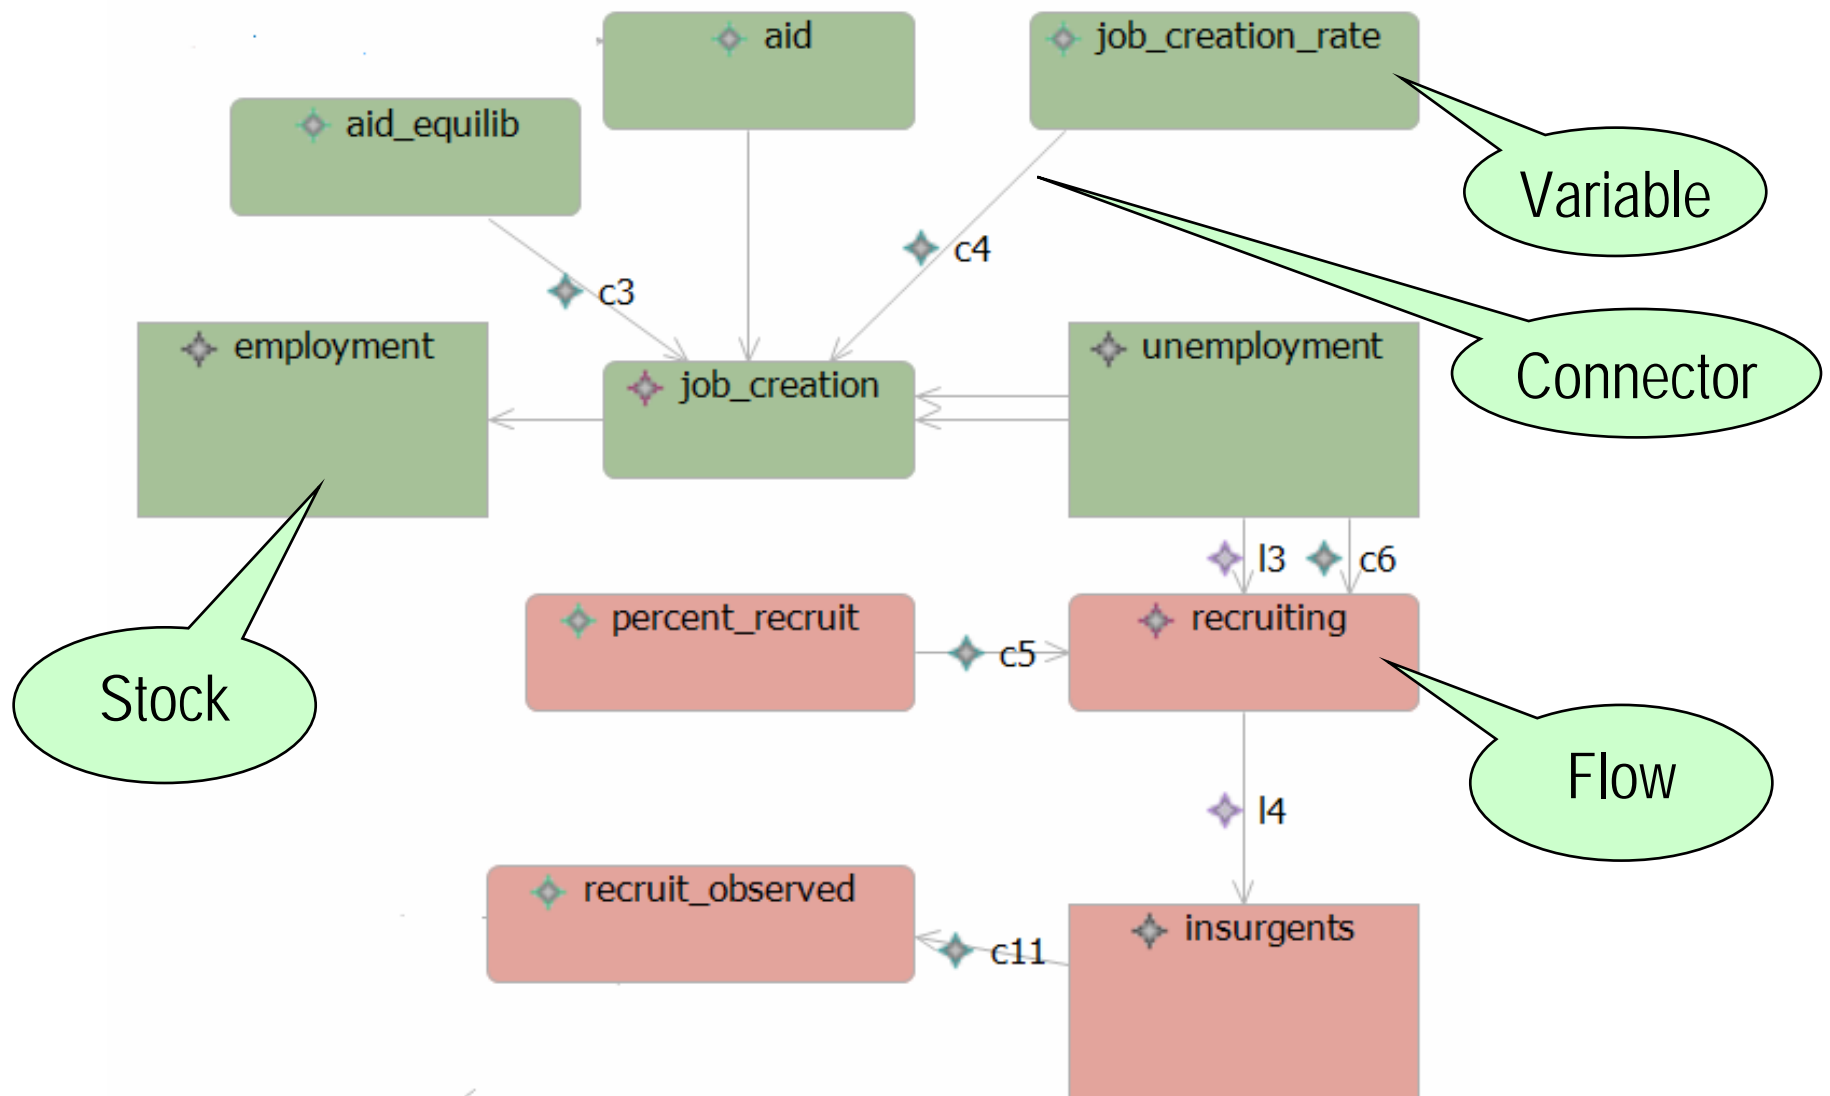 aid
job_creation_rate
aid_equilib
Variable
c4
c3
employment
job_creation
unemployment
Connector
l3
c6
percent_recruit
c5
recruiting
Stock
Flow
l4
recruit_observed
c11
insurgents